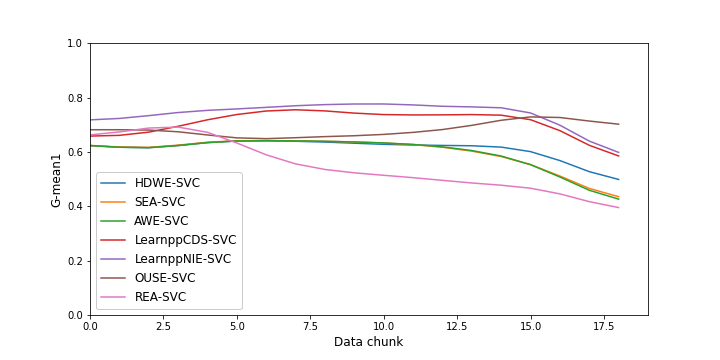 1.0
0.8
0.6
0.4
0.2
0.0
G-mean1
HDWE-SVC
SEA-SVC
AWE-SVC
LearnppCDS-SVC
LearnppNIE-SVC
OUSE-SVC
REA-SVC
0.0 2.5 5.0 7.5 10.0 12.5 15.0 17.5
Data chunk